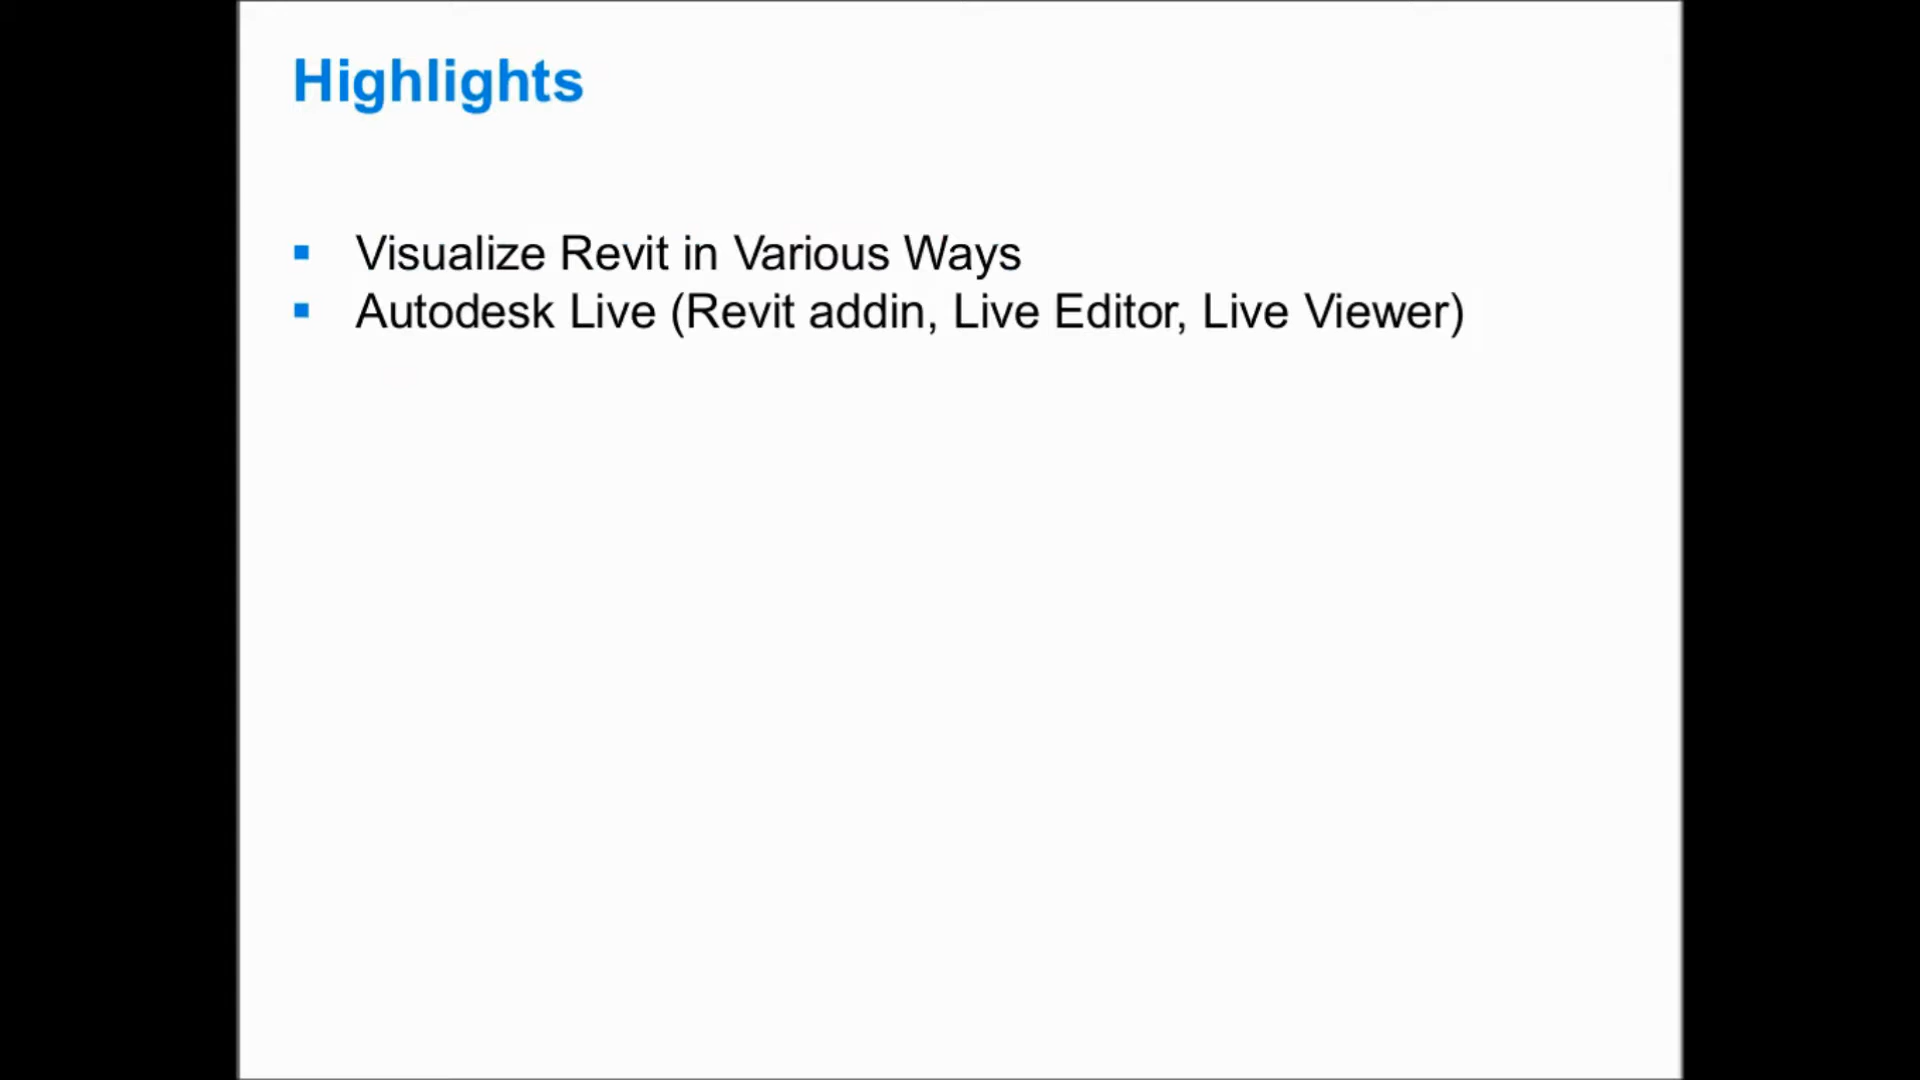 Highlights
Visualize Revit in Various Ways
Autodesk Live (Revit addin, Live Editor, Live Viewer)